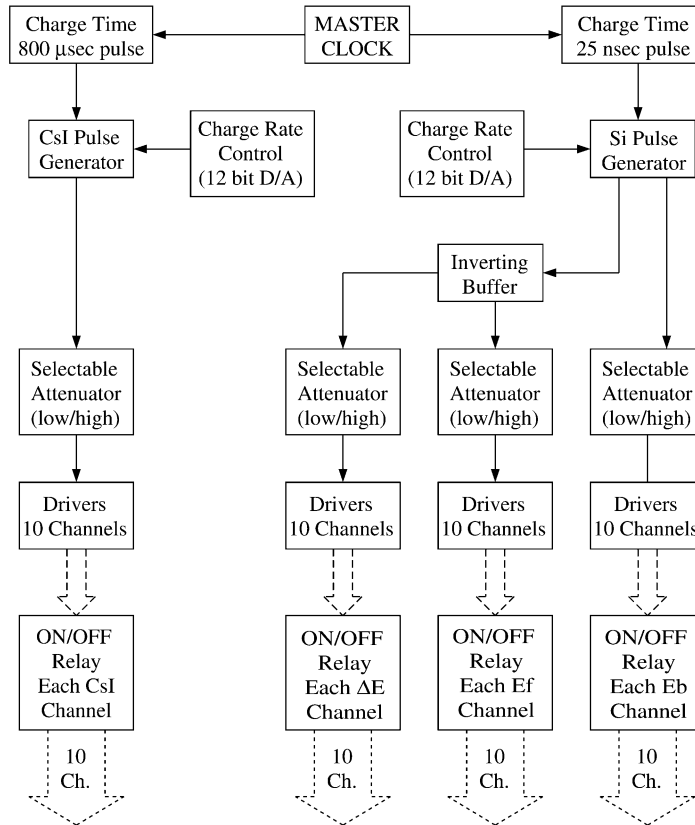 Charge Time
800 μsec pulse
MASTER
CLOCK
Charge Time
25 nsec pulse
CsI Pulse
Generator
Charge Rate
Control
(12 bit D/A)
Charge Rate
Control
(12 bit D/A)
Si Pulse
Generator
Inverting
Buffer
Selectable
Attenuator
(low/high)
Selectable
Attenuator
(low/high)
Selectable
Attenuator
(low/high)
Selectable
Attenuator
(low/high)
Drivers
10 Channels
Drivers
10 Channels
Drivers
10 Channels
Drivers
10 Channels
ON/OFF
Relay
Each CsI
Channel
ON/OFF
Relay
Each ΔE
Channel
ON/OFF
Relay
Each Ef
Channel
ON/OFF
Relay
Each Eb
Channel
10
Ch.
10
Ch.
10
Ch.
10
Ch.